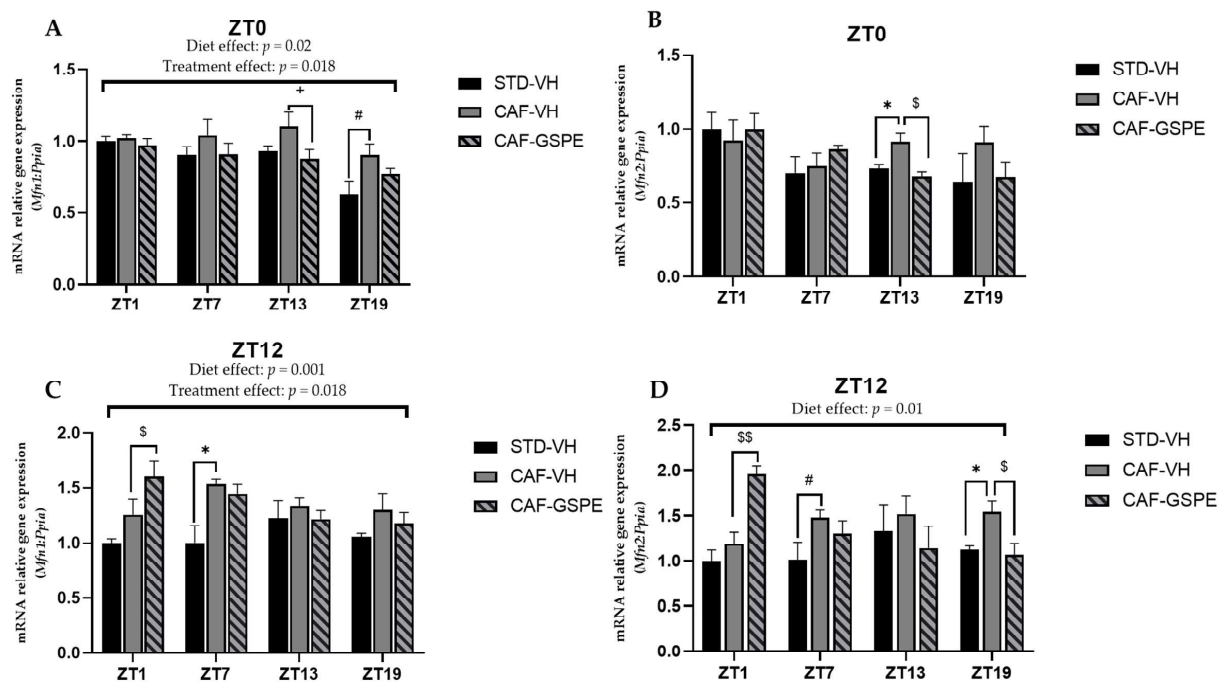 A
ZT0
Diet effect: p = 0.02
Treatment effect: p = 0.018
mRNA relative gene expression
(Mfn1:Ppia)
1.5
1.0
0.5
0.0
+
#
ZT1
ZT7
ZT13
ZT19
STD-VH
CAF-VH
CAF-GSPE
B
ZT0
mRNA relative gene expression
(Mfn2:Ppia)
1.5
1.0
0.5
0.0
*
$
ZT1
ZT7
ZT13
ZT19
STD-VH
CAF-VH
CAF-GSPE
C
ZT12
Diet effect: p = 0.001
Treatment effect: p = 0.018
mRNA relative gene expression
(Mfn1:Ppia)
2.0
1.5
1.0
0.5
0.0
$
*
ZT1
ZT7
ZT13
ZT19
STD-VH
CAF-VH
CAF-GSPE
D
ZT12
Diet effect: p = 0.01
mRNA relative gene expression
(Mfn2:Ppia)
2.5
2.0
1.5
1.0
0.5
0.0
$$
#
*
$
ZT1
ZT7
ZT13
ZT19
STD-VH
CAF-VH
CAF-GSPE